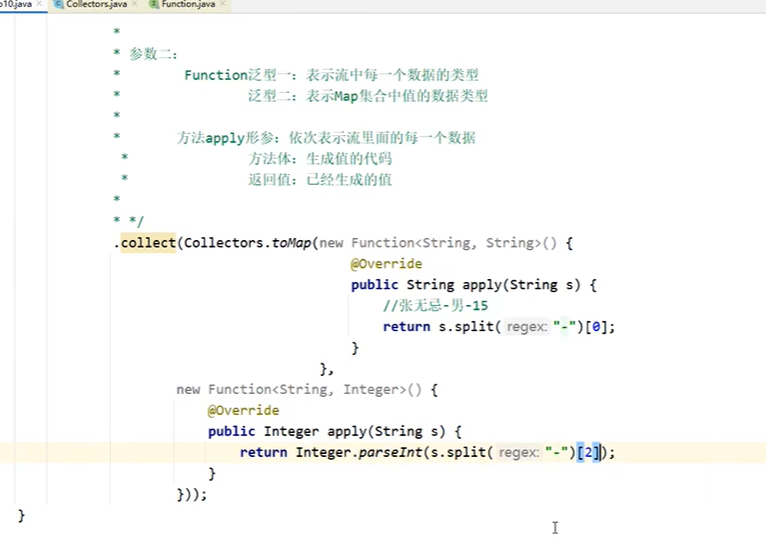 o10.java × Collectors.java × Function.java ×
*
* 参数二：
* Function泛型一：表示流中每一个数据的类型
* 泛型二：表示Map集合中值的数据类型
*
* 方法apply形参：依次表示流里面的每一个数据
* 方法体：生成值的代码
* 返回值：已经生成的值
*
* */
.collect(Collectors.toMap(new Function<String, String>() {
@Override
public String apply(String s) {
//张无忌-男-15
return s.split( regex: "-")[0];
}
},
new Function<String, Integer>() {
@Override
public Integer apply(String s) {
return Integer.parseInt(s.split( regex: "-")[2]);
}
}));
}